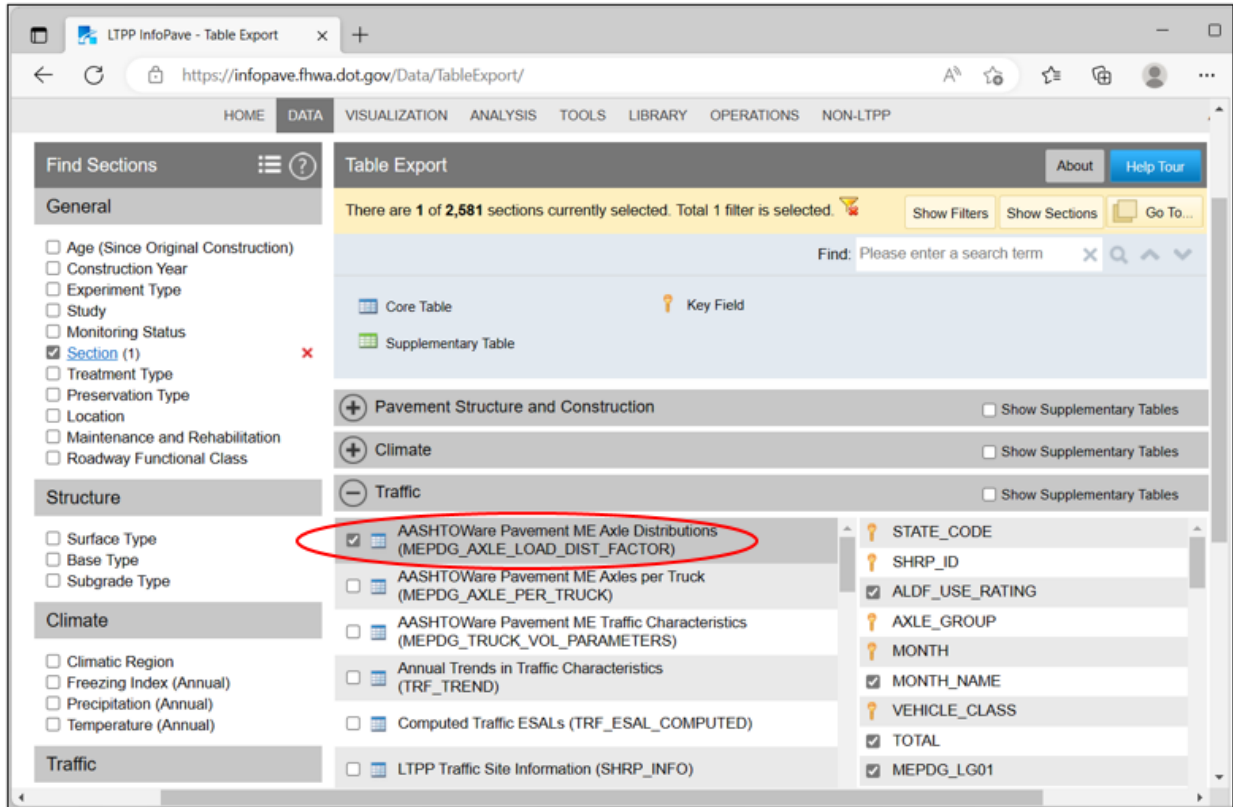 LTPP InfoPave - Table Export
https://infopave.fhwa.dot.gov/Data/TableExport/
HOME DATA VISUALIZATION ANALYSIS TOOLS LIBRARY OPERATIONS NON-LTPP
Find Sections
General
Age (Since Original Construction)
Construction Year
Experiment Type
Study
Monitoring Status
Section (1)
Treatment Type
Preservation Type
Location
Maintenance and Rehabilitation
Roadway Functional Class
Structure
Surface Type
Base Type
Subgrade Type
Climate
Climatic Region
Freezing Index (Annual)
Precipitation (Annual)
Temperature (Annual)
Traffic
Table Export
About
Help Tour
There are 1 of 2,581 sections currently selected. Total 1 filter is selected.
Show Filters
Show Sections
Go To...
Find: Please enter a search term
Core Table
Key Field
Supplementary Table
Pavement Structure and Construction
Show Supplementary Tables
Climate
Show Supplementary Tables
Traffic
Show Supplementary Tables
AASHTOWare Pavement ME Axle Distributions
(MEPDG_AXLE_LOAD_DIST_FACTOR)
AASHTOWare Pavement ME Axles per Truck
(MEPDG_AXLE_PER_TRUCK)
AASHTOWare Pavement ME Traffic Characteristics
(MEPDG_TRUCK_VOL_PARAMETERS)
Annual Trends in Traffic Characteristics
(TRF_TREND)
Computed Traffic ESALs (TRF_ESAL_COMPUTED)
LTPP Traffic Site Information (SHRP_INFO)
STATE_CODE
SHRP_ID
ALDF_USE_RATING
AXLE_GROUP
MONTH
MONTH_NAME
VEHICLE_CLASS
TOTAL
MEPDG_LG01